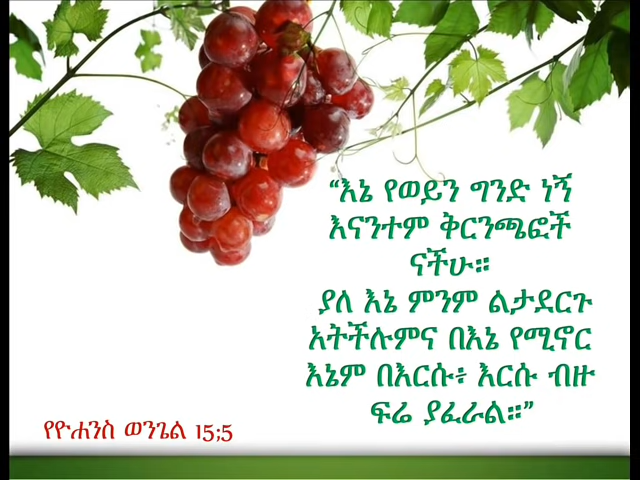 “እኔ የወይን ግንድ ነኝ
እናንተም ቅርንጫፎች
ናችሁ።
ያለ እኔ ምንም ልታደርጉ
አትችሉምና በእኔ የሚኖር
እኔም በእርሱ፥ እርሱ ብዙ
ፍሬ ያፈራል።”
የዮሐንስ ወንጌል 15;5